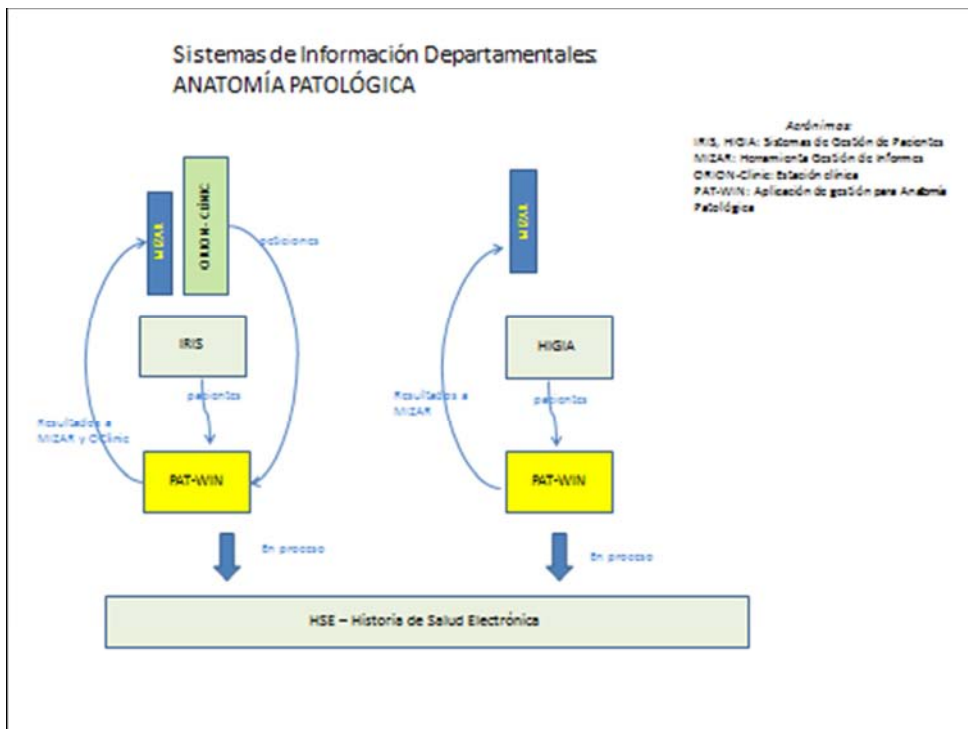 Sistemas de Información Departamentales:
ANATOMÍA PATOLÓGICA
Acrónimos:
IRIS, HIGIA: Sistemas de Gestión de Pacientes
MIZAR: Herramienta Gestión de Informes
ORION-Clinic: Estación clínica
PAT-WIN: Aplicación de gestión para Anatomía
Patológica
MIZAR
ORION - CLÍNIC
peticiones
IRIS
pacientes
Resultados a
MIZAR y OClinic
PAT-WIN
En proceso
MIZAR
HIGIA
pacientes
Resultados a
MIZAR
PAT-WIN
En proceso
HSE – Historia de Salud Electrónica